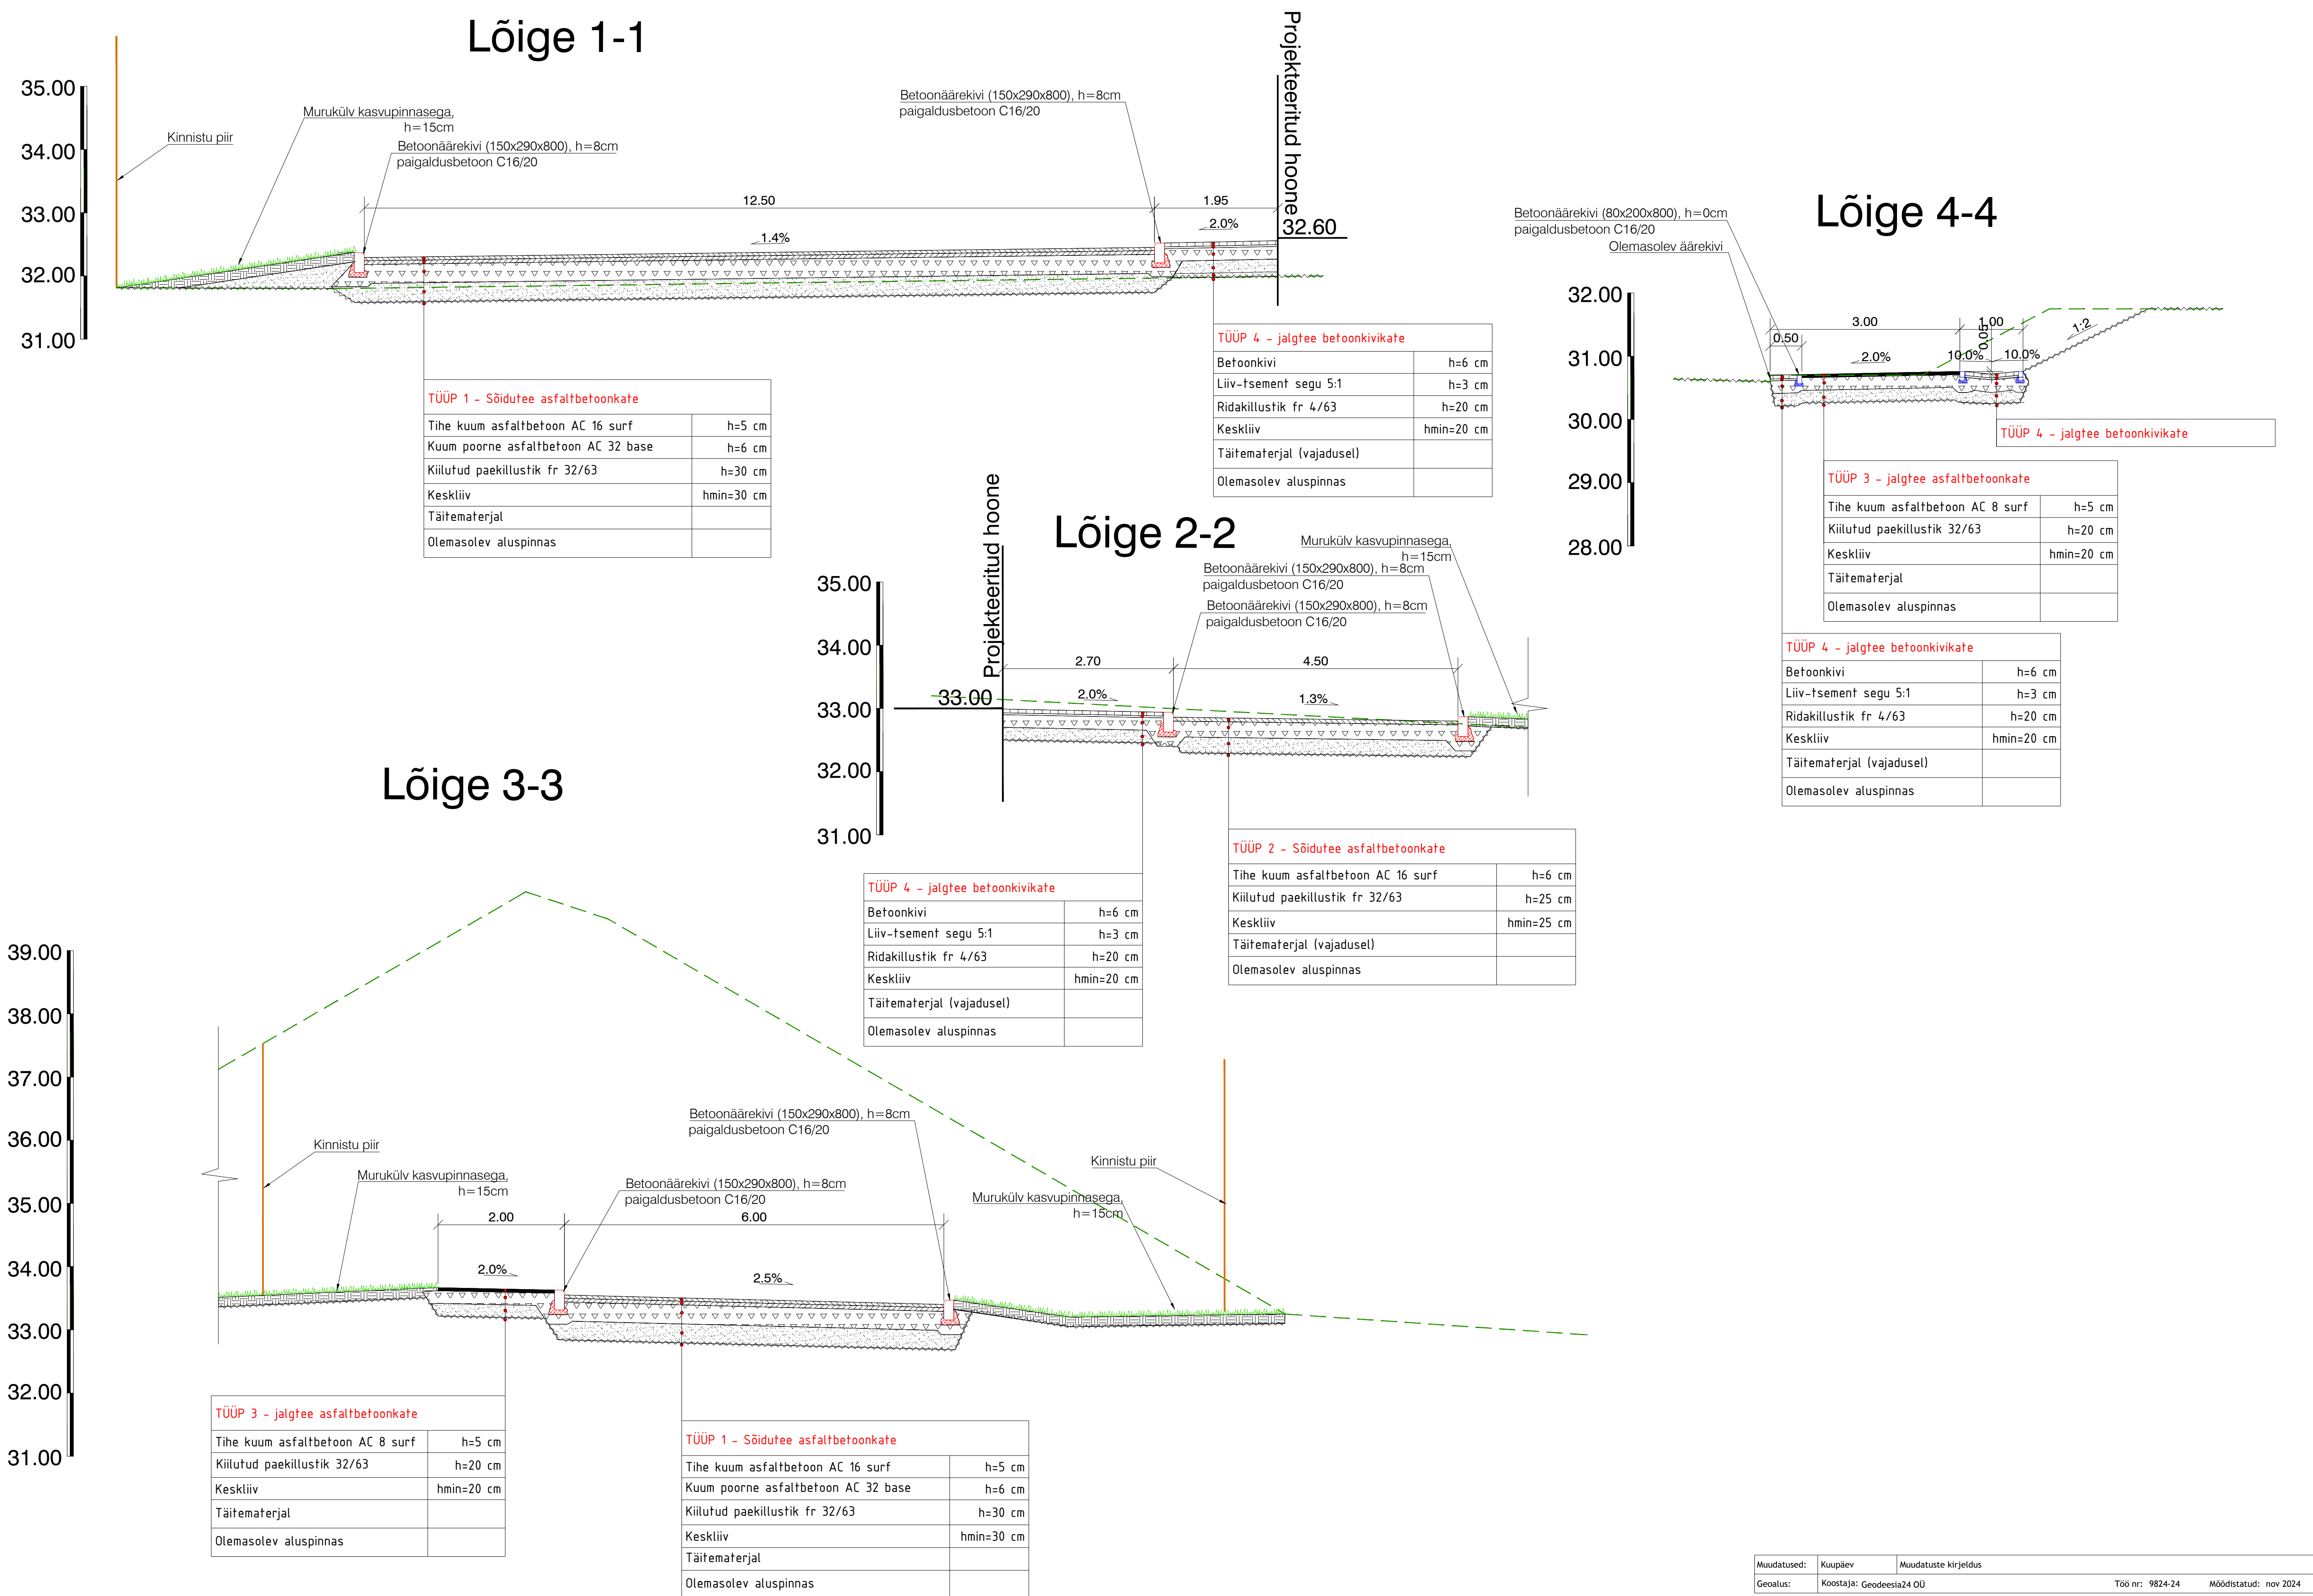 Lõige 1-1
35.00
34.00
33.00
32.00
31.00
Kinnistu piir
Murukülv kasvupinnasega,
h=15cm
Betoonäärekivi (150x290x800), h=8cm
paigaldusbetoon C16/20
Betoonäärekivi (150x290x800), h=8cm
paigaldusbetoon C16/20
Projekteeritud hoone
12.50
1.95
1.4%
2.0%
32.60
TÜÜP 1 - Sõidutee asfaltbetoonkate
Tihe kuum asfaltbetoon AC 16 surf h=5 cm
Kuum poorne asfaltbetoon AC 32 base h=6 cm
Kiilutud paekillustik fr 32/63 h=30 cm
Keskliiv hmin=30 cm
Täitematerjal
Olemasolev aluspinnas
TÜÜP 4 - jalgtee betoonkivikate
Betoonkivi h=6 cm
Liiv-tsement segu 5:1 h=3 cm
Ridakillustik fr 4/63 h=20 cm
Keskliiv hmin=20 cm
Täitematerjal (vajadusel)
Olemasolev aluspinnas
Lõige 4-4
Betoonäärekivi (80x200x800), h=0cm
paigaldusbetoon C16/20
Olemasolev äärekivi
32.00
31.00
30.00
29.00
28.00
3.00
1.00
0.50
0.05
2.0%
10.0%
10.0%
1:2
TÜÜP 4 - jalgtee betoonkivikate
TÜÜP 3 - jalgtee asfaltbetoonkate
Tihe kuum asfaltbetoon AC 8 surf h=5 cm
Kiilutud paekillustik 32/63 h=20 cm
Keskliiv hmin=20 cm
Täitematerjal
Olemasolev aluspinnas
TÜÜP 4 - jalgtee betoonkivikate
Betoonkivi h=6 cm
Liiv-tsement segu 5:1 h=3 cm
Ridakillustik fr 4/63 h=20 cm
Keskliiv hmin=20 cm
Täitematerjal (vajadusel)
Olemasolev aluspinnas
Lõige 2-2
35.00
34.00
33.00
32.00
31.00
Projekteeritud hoone
Murukülv kasvupinnasega,
h=15cm
Betoonäärekivi (150x290x800), h=8cm
paigaldusbetoon C16/20
Betoonäärekivi (150x290x800), h=8cm
paigaldusbetoon C16/20
2.70
4.50
33.00
2.0%
1.3%
TÜÜP 4 - jalgtee betoonkivikate
Betoonkivi h=6 cm
Liiv-tsement segu 5:1 h=3 cm
Ridakillustik fr 4/63 h=20 cm
Keskliiv hmin=20 cm
Täitematerjal (vajadusel)
Olemasolev aluspinnas
TÜÜP 2 - Sõidutee asfaltbetoonkate
Tihe kuum asfaltbetoon AC 16 surf h=6 cm
Kiilutud paekillustik fr 32/63 h=25 cm
Keskliiv hmin=25 cm
Täitematerjal (vajadusel)
Olemasolev aluspinnas
Lõige 3-3
39.00
38.00
37.00
36.00
35.00
34.00
33.00
32.00
31.00
Kinnistu piir
Murukülv kasvupinnasega,
h=15cm
Betoonäärekivi (150x290x800), h=8cm
paigaldusbetoon C16/20
Betoonäärekivi (150x290x800), h=8cm
paigaldusbetoon C16/20
Kinnistu piir
Murukülv kasvupinnasega,
h=15cm
2.00
6.00
2.0%
2.5%
TÜÜP 3 - jalgtee asfaltbetoonkate
Tihe kuum asfaltbetoon AC 8 surf h=5 cm
Kiilutud paekillustik 32/63 h=20 cm
Keskliiv hmin=20 cm
Täitematerjal
Olemasolev aluspinnas
TÜÜP 1 - Sõidutee asfaltbetoonkate
Tihe kuum asfaltbetoon AC 16 surf h=5 cm
Kuum poorne asfaltbetoon AC 32 base h=6 cm
Kiilutud paekillustik fr 32/63 h=30 cm
Keskliiv hmin=30 cm
Täitematerjal
Olemasolev aluspinnas
Muudatused: Kuupäev Muudatuste kirjeldus
Geoalus: Koostaja: Geodeesia24 OÜ Töö nr: 9824-24 Mõõdistatud: nov 2024